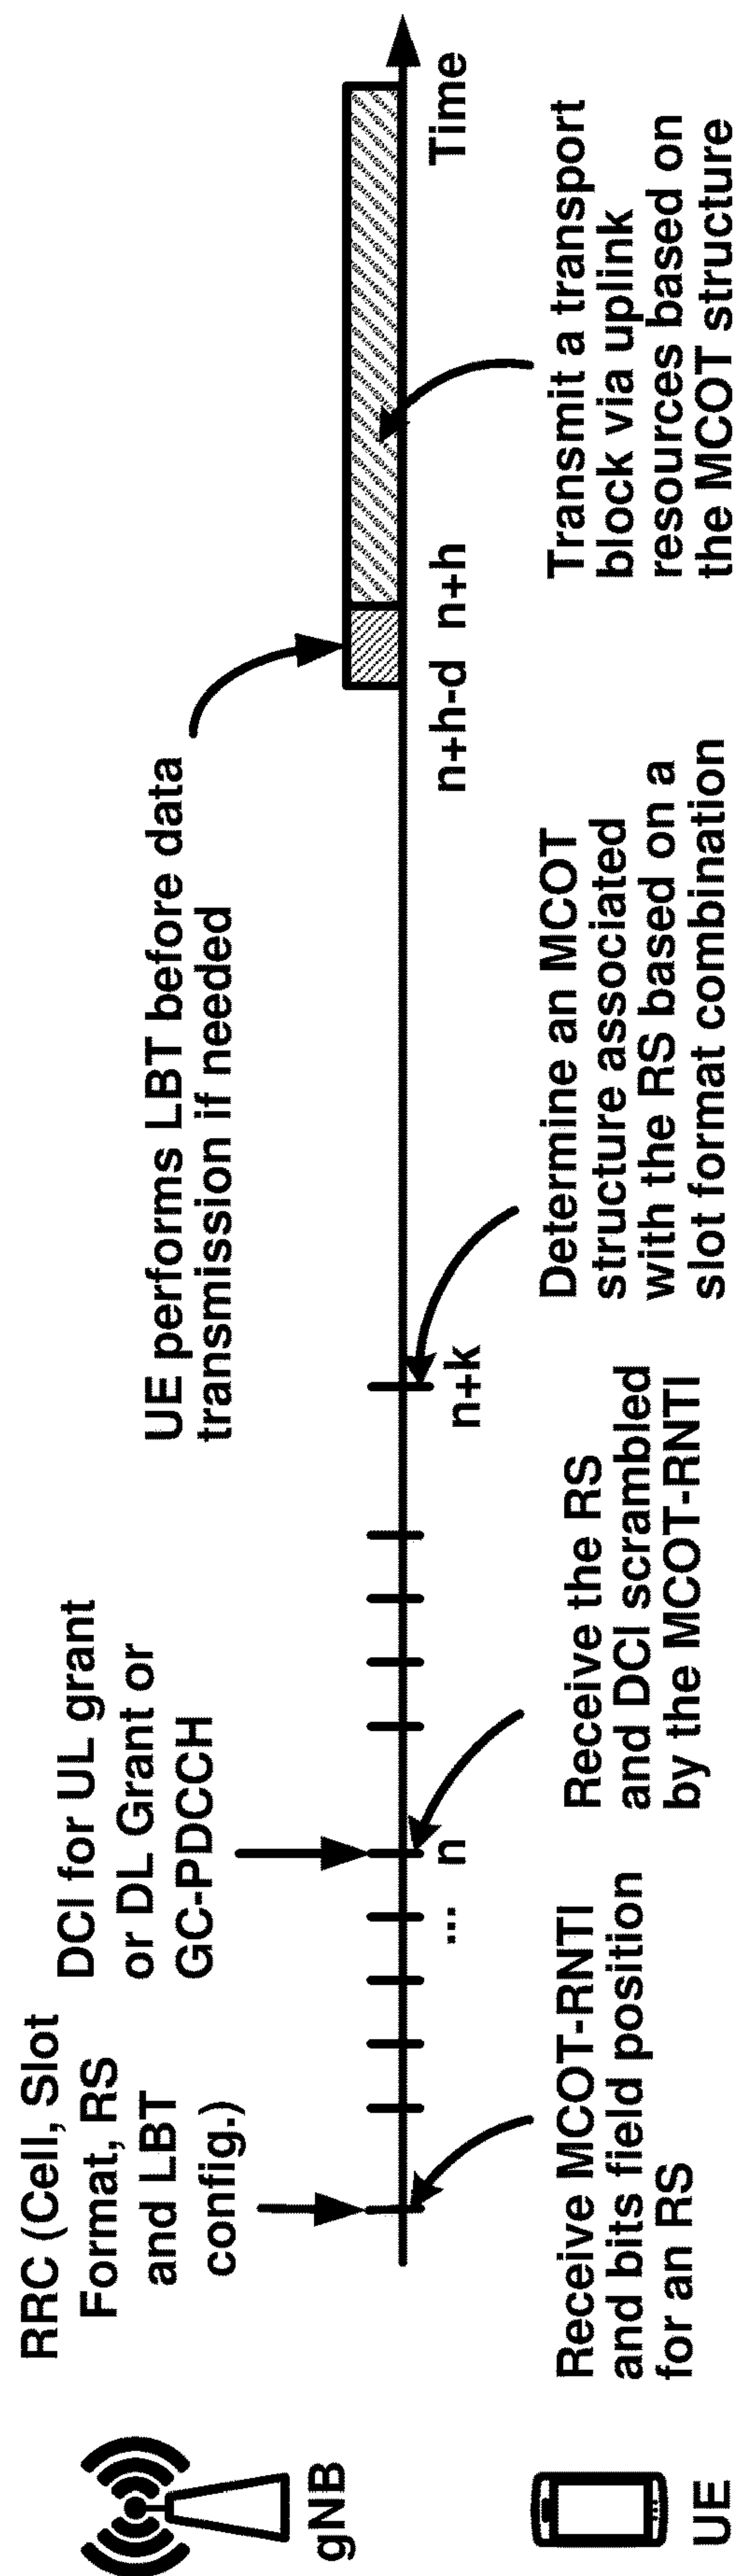 gNB
RRC (Cell, Slot
Format, RS
and LBT
config.)
DCI for UL grant
or DL Grant or
GC-PDCCH
UE performs LBT before data
transmission if needed
...
n
n+k
n+h-d
n+h
Time
UE
Receive MCOT-RNTI
and bits field position
for an RS
Receive the RS
and DCI scrambled
by the MCOT-RNTI
Determine an MCOT
structure associated
with the RS based on a
slot format combination
Transmit a transport
block via uplink
resources based on
the MCOT structure